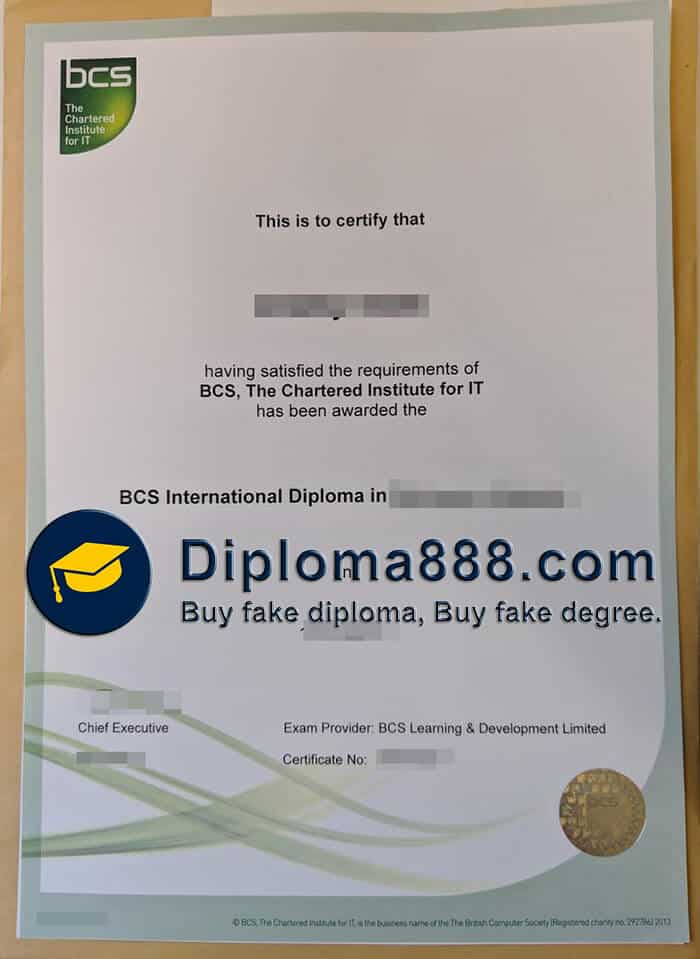 bcs
The
Chartered
Institute
for IT
This is to certify that
having satisfied the requirements of
BCS, The Chartered Institute for IT
has been awarded the
BCS International Diploma in
Diploma888.com
n
Buy fake diploma, Buy fake degree.
Chief Executive
Exam Provider: BCS Learning & Development Limited
Certificate No:
BCS
© BCS, The Chartered Institute for IT, is the business name of the The British Computer Society (Registered charity no. 292786) 2013